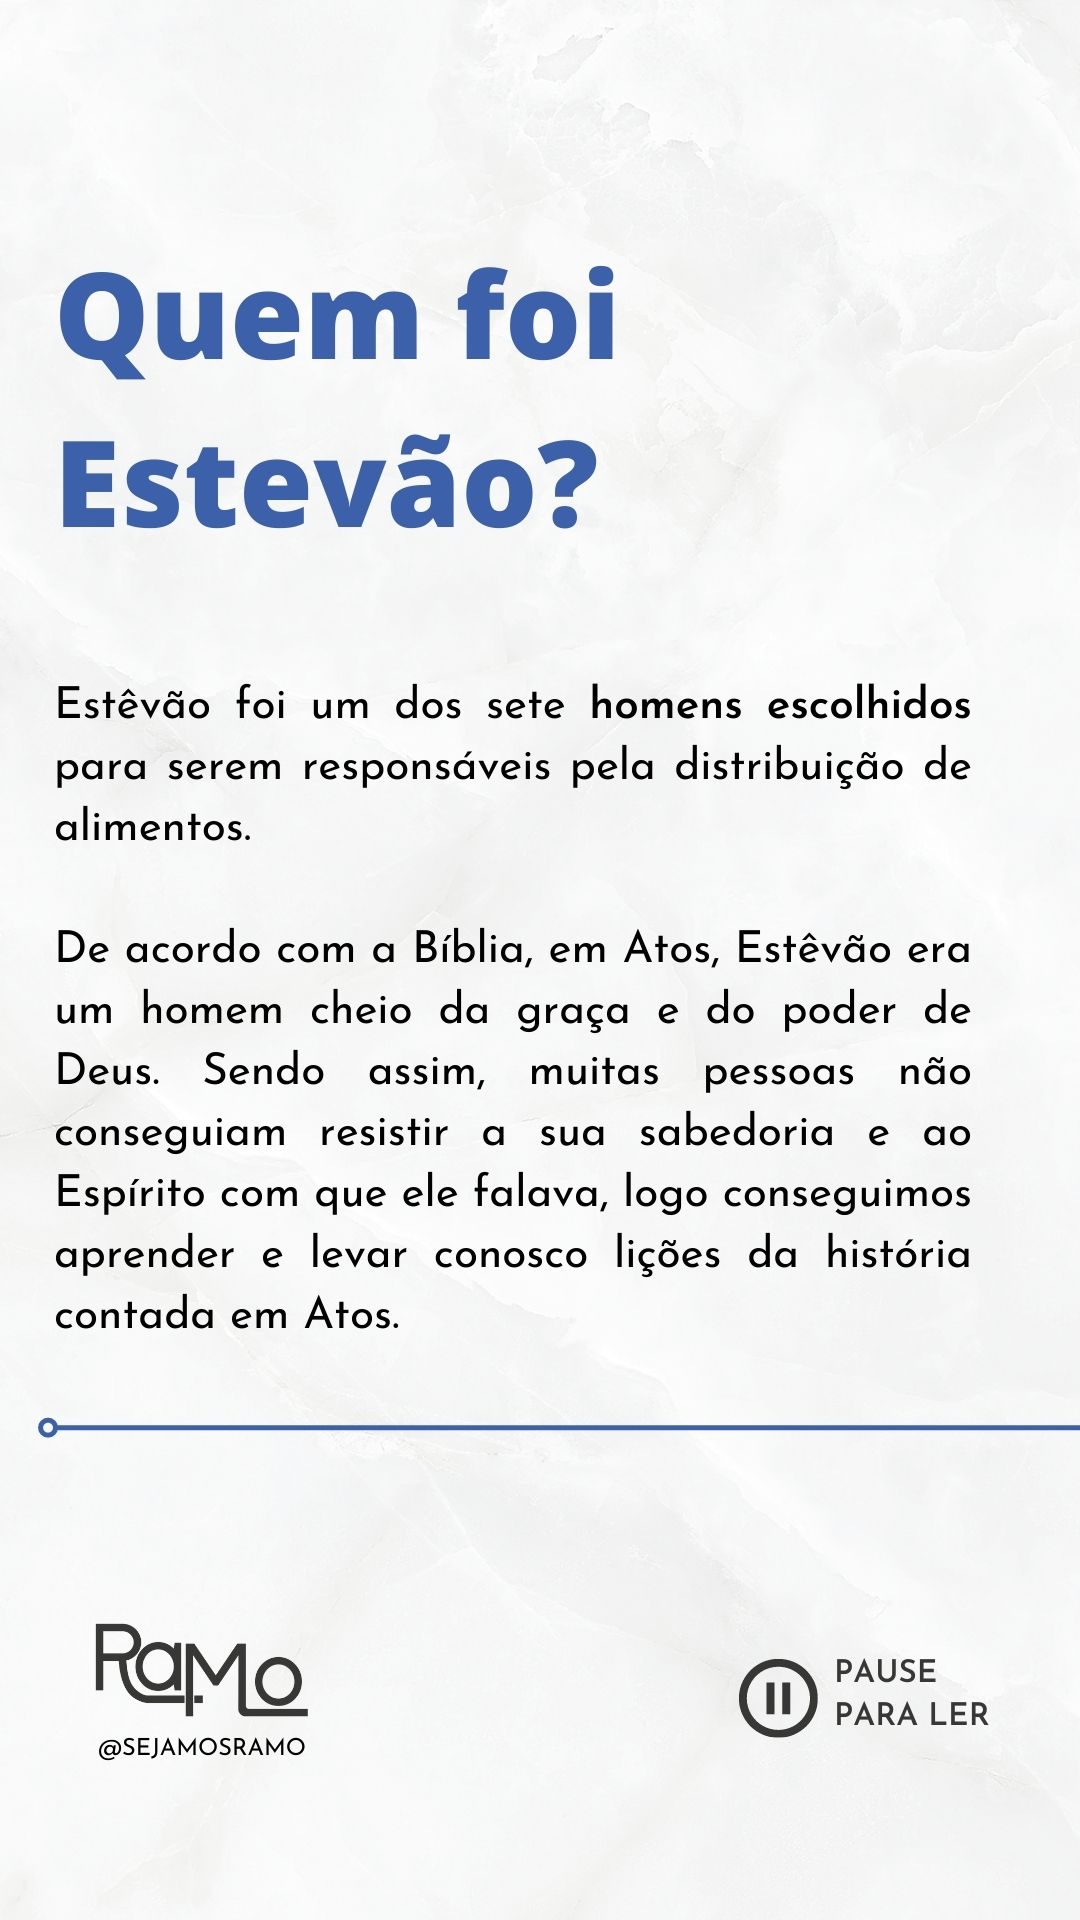 Quem foi
Estevão?
Estêvão foi um dos sete homens escolhidos
para serem responsáveis pela distribuição de
alimentos.
De acordo com a Bíblia, em Atos, Estêvão era
um homem cheio da graça e do poder de
Deus. Sendo assim, muitas pessoas não
conseguiam resistir a sua sabedoria e ao
Espírito com que ele falava, logo conseguimos
aprender e levar conosco lições da história
contada em Atos.
RaMo
@SEJAMOSRAMO
PAUSE
PARA LER